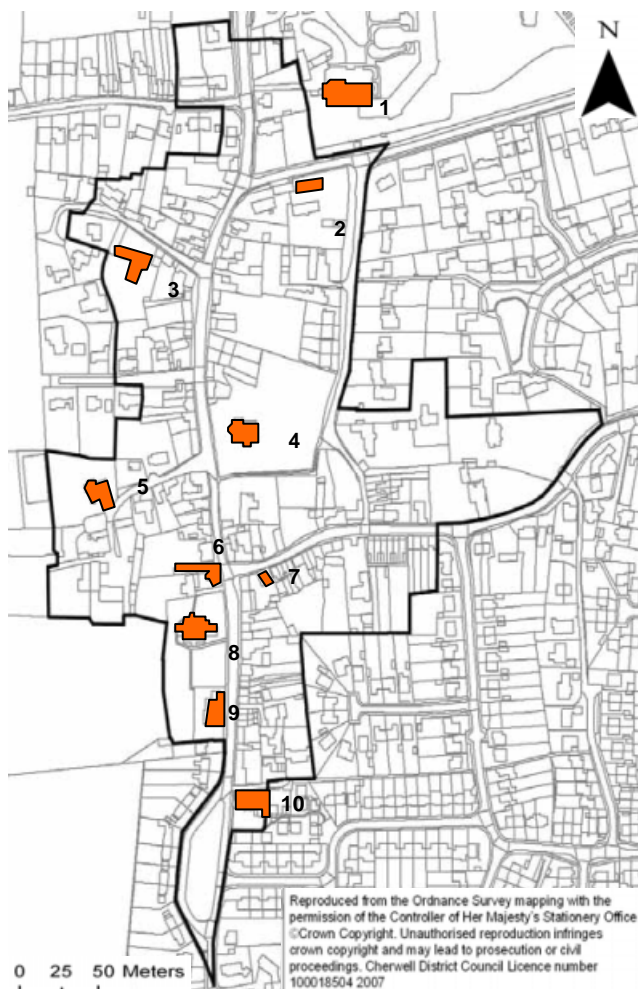 N
1
2
3
4
5
6
7
8
9
10
Reproduced from the Ordnance Survey mapping with the
permission of the Controller of Her Majesty's Stationery Office
©Crown Copyright. Unauthorised reproduction infringes
crown copyright and may lead to prosecution or civil
proceedings. Cherwell District Council Licence number
100018504 2007
0 25 50 Meters